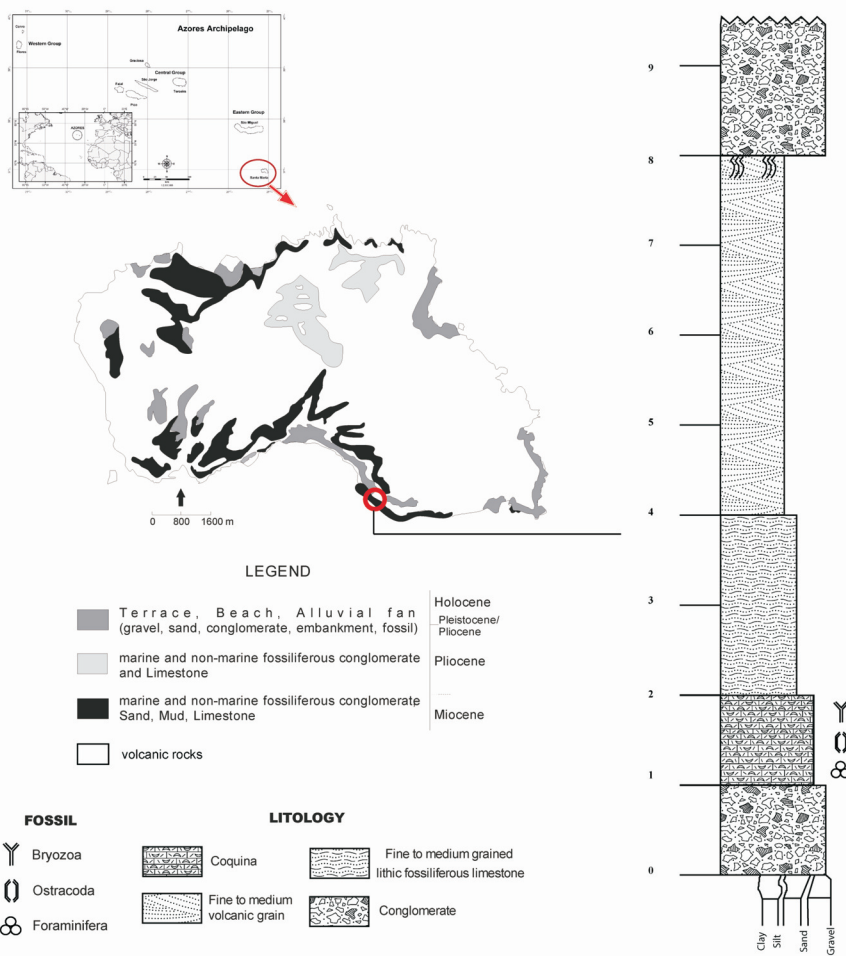 Azores Archipelago
Corvo
Western Group
Flores
Graciosa
Central Group
São Jorge
Faial
Terceira
Pico
Eastern Group
São Miguel
AZORES
Santa Maria
0 800 1600 m
LEGEND
Terrace, Beach, Alluvial fan
(gravel, sand, conglomerate, embankment, fossil)
Holocene
Pleistocene/
Pliocene
marine and non-marine fossiliferous conglomerate
and Limestone
Pliocene
marine and non-marine fossiliferous conglomerate
Sand, Mud, Limestone
Miocene
volcanic rocks
FOSSIL
Bryozoa
Ostracoda
Foraminifera
LITOLOGY
Coquina
Fine to medium
volcanic grain
Fine to medium grained
lithic fossiliferous limestone
Conglomerate
9
8
7
6
5
4
3
2
1
0
Clay
Silt
Sand
Gravel